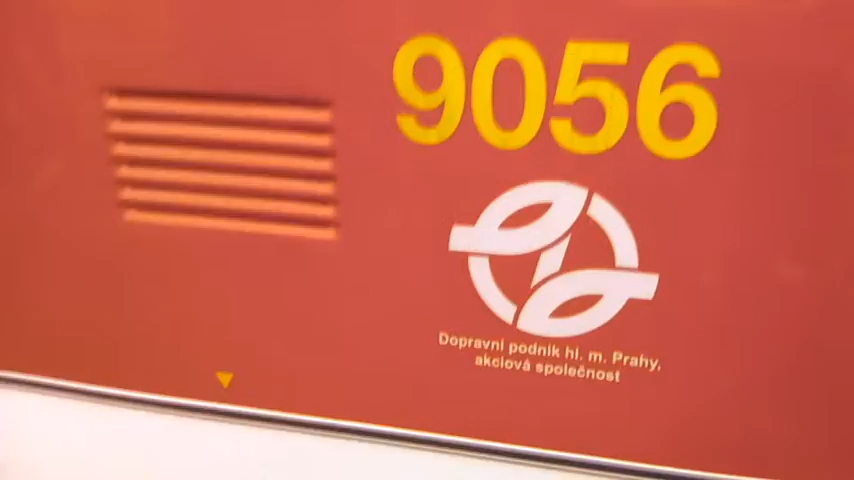 9056
Dopravní podnik hl. m. Prahy,
akciová společnost